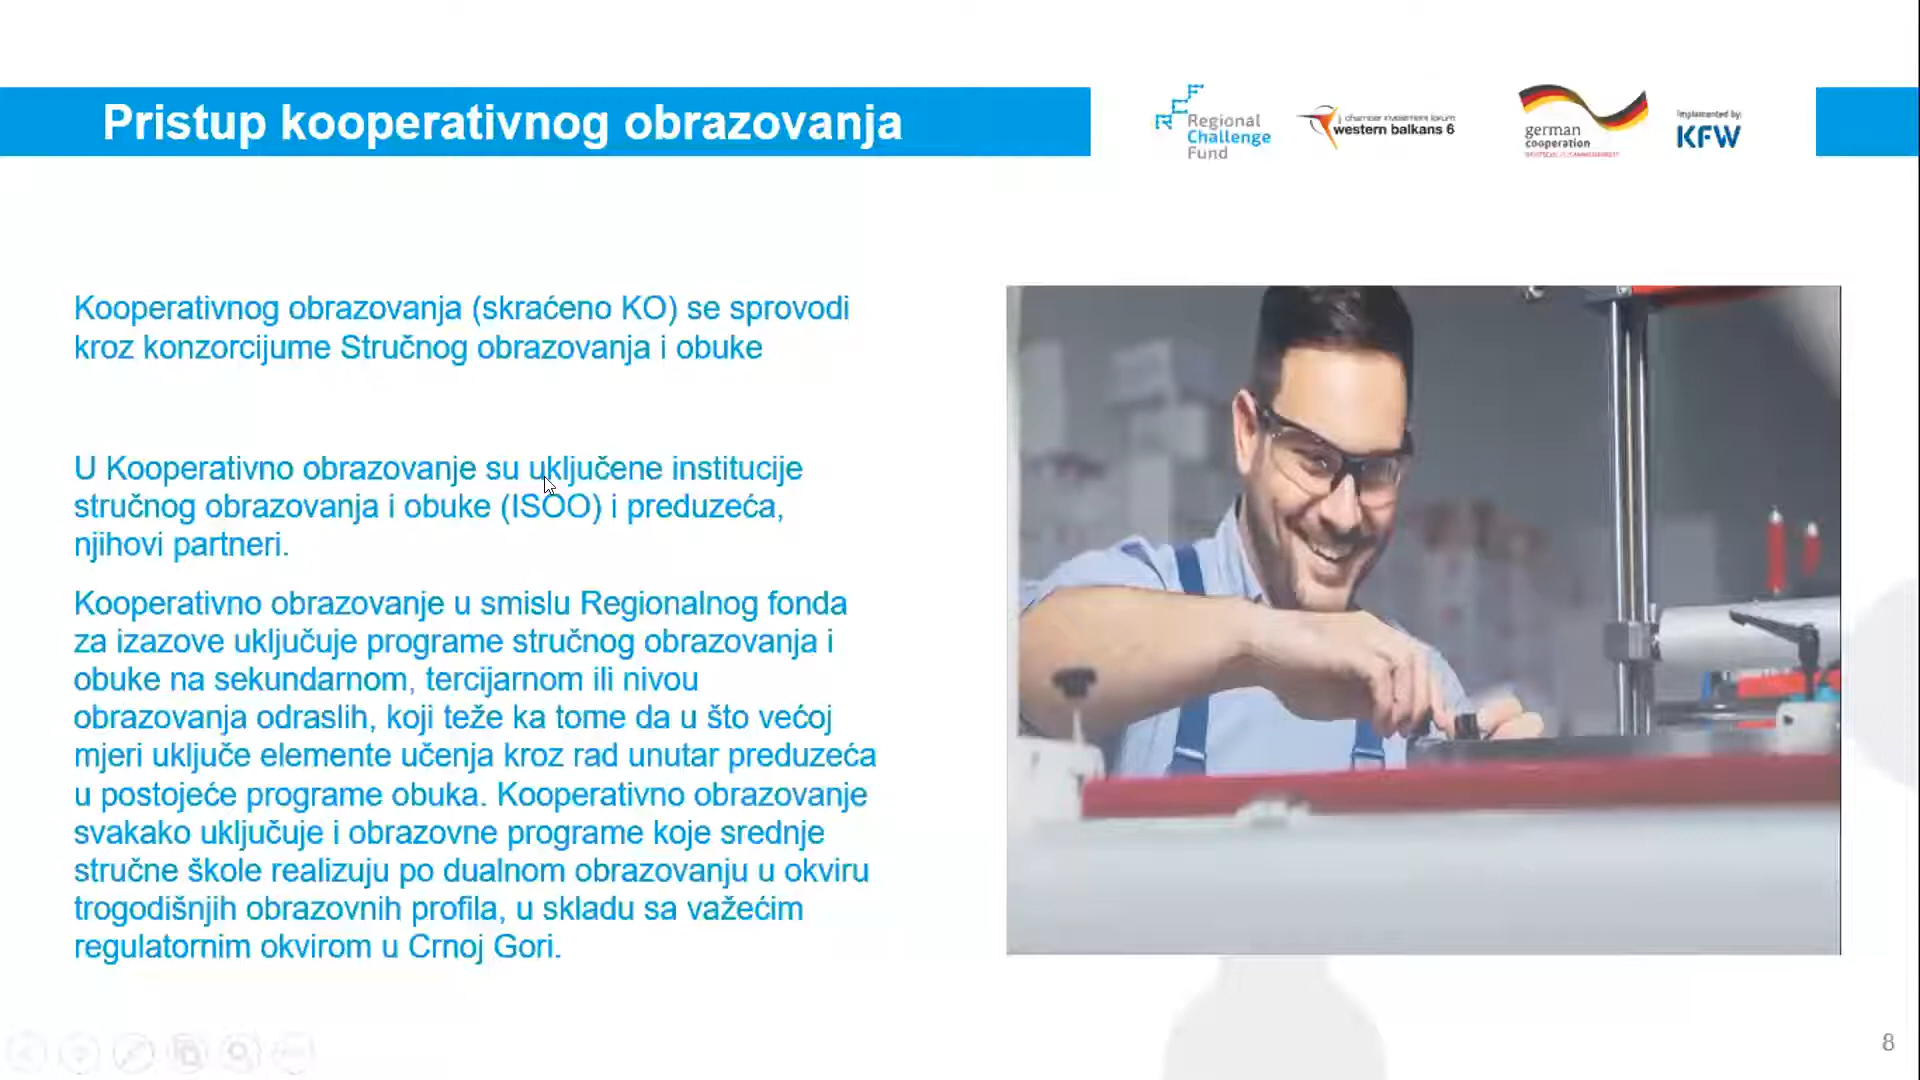 Pristup kooperativnog obrazovanja
Regional
Challenge
Fund
chamber investment forum
western balkans 6
german
cooperation
Implemented by:
KFW
Kooperativnog obrazovanja (skraćeno KO) se sprovodi
kroz konzorcijume Stručnog obrazovanja i obuke
U Kooperativno obrazovanje su uključene institucije
stručnog obrazovanja i obuke (ISOO) i preduzeća,
njihovi partneri.
Kooperativno obrazovanje u smislu Regionalnog fonda
za izazove uključuje programe stručnog obrazovanja i
obuke na sekundarnom, tercijarnom ili nivou
obrazovanja odraslih, koji teže ka tome da u što većoj
mjeri uključe elemente učenja kroz rad unutar preduzeća
u postojeće programe obuka. Kooperativno obrazovanje
svakako uključuje i obrazovne programe koje srednje
stručne škole realizuju po dualnom obrazovanju u okviru
trogodišnjih obrazovnih profila, u skladu sa važećim
regulatornim okvirom u Crnoj Gori.
8